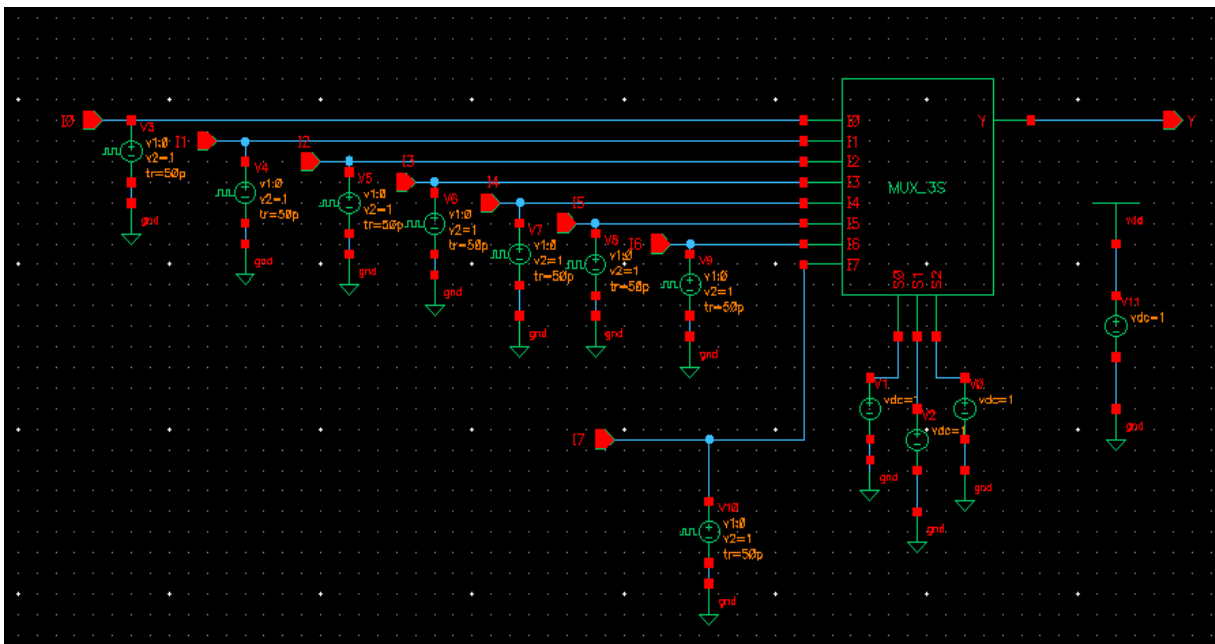 I0
V3
v1:0
v2=1
tr=50p
gnd
I1
V4
v1:0
v2=1
tr=50p
gnd
I2
V5
v1:0
v2=1
tr=50p
gnd
I3
V6
v1:0
v2=1
tr=50p
gnd
I4
V7
v1:0
v2=1
tr=50p
gnd
I5
V8
v1:0
v2=1
tr=50p
gnd
I6
V9
v1:0
v2=1
tr=50p
gnd
I7
V10
v1:0
v2=1
tr=50p
gnd
I0
I1
I2
I3
I4
I5
I6
I7
MUX_3S
Y
Y
S0
S1
S2
V1
vdc=1
gnd
V2
vdc=1
gnd
V0
vdc=1
gnd
vdd
V11
vdc=1
gnd